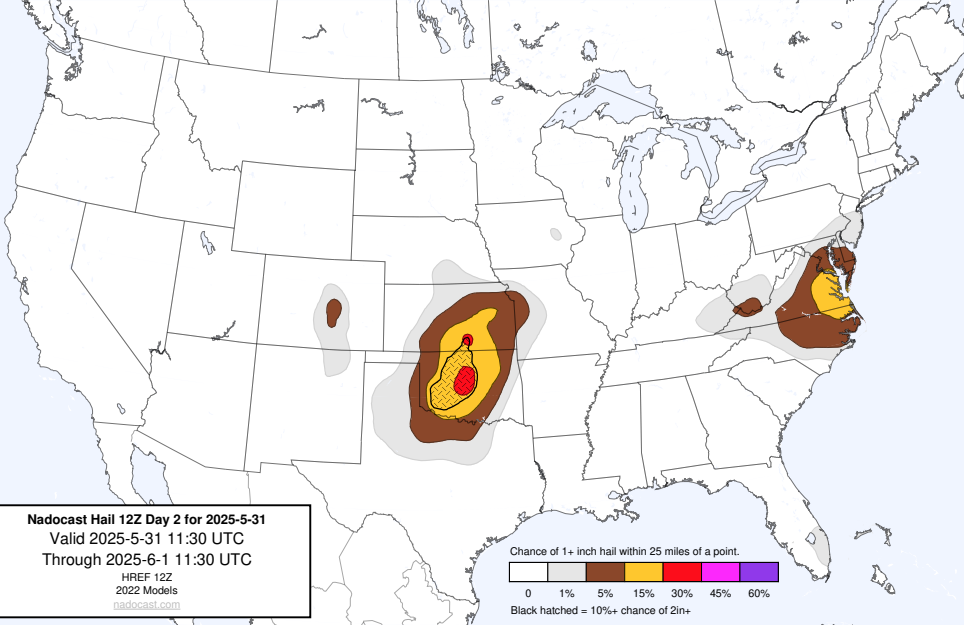 Nadocast Hail 12Z Day 2 for 2025-5-31
Valid 2025-5-31 11:30 UTC
Through 2025-6-1 11:30 UTC
HREF 12Z
2022 Models
nadocast.com
Chance of 1+ inch hail within 25 miles of a point.
0 1% 5% 15% 30% 45% 60%
Black hatched = 10%+ chance of 2in+